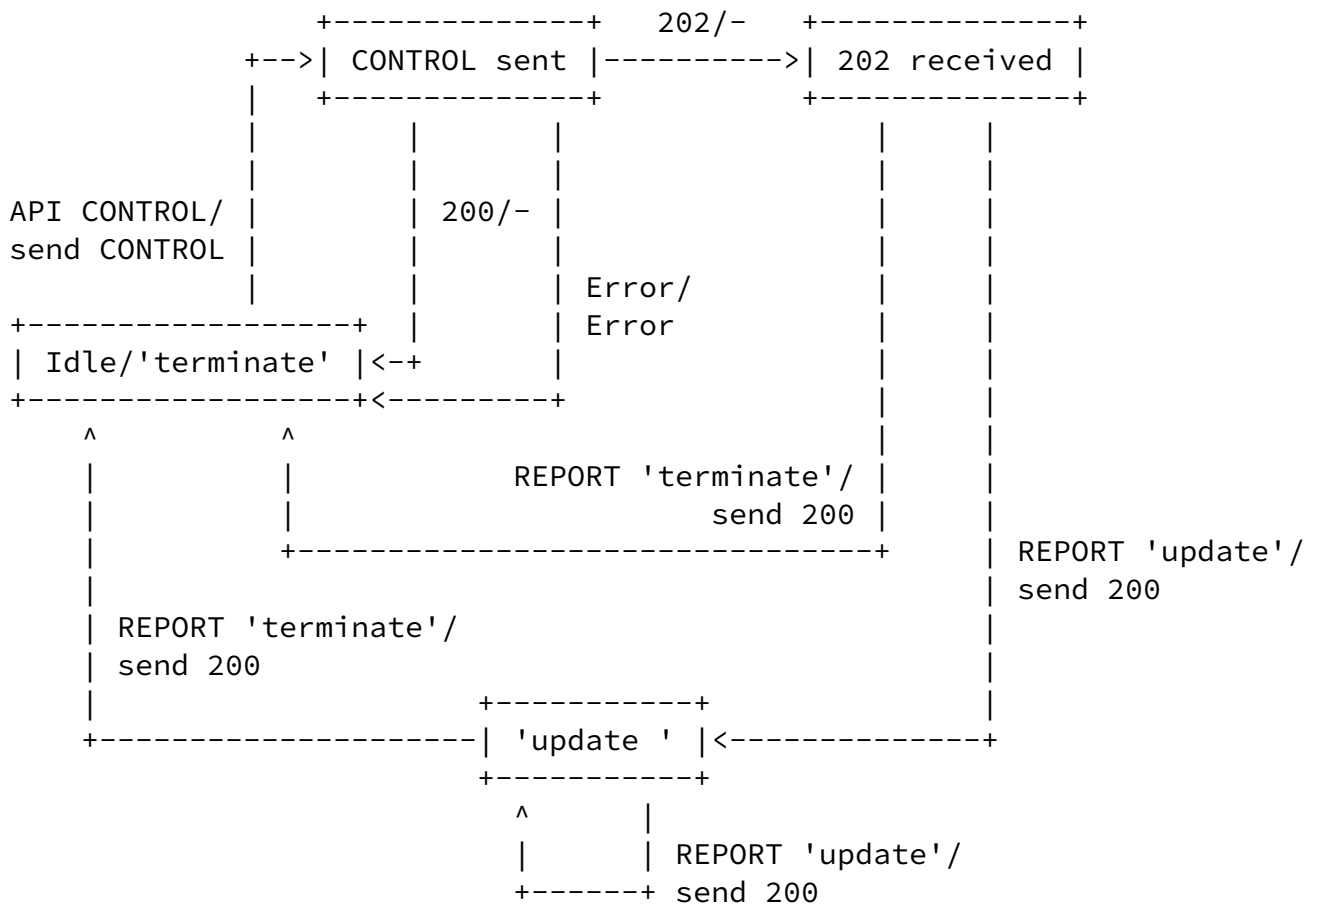 202/-
CONTROL sent
202 received
API CONTROL/
200/-
send CONTROL
Error/
Error
Idle/'terminate'
REPORT 'terminate'/
send 200
REPORT 'update'/
send 200
REPORT 'terminate'/
send 200
'update '
REPORT 'update'/
send 200